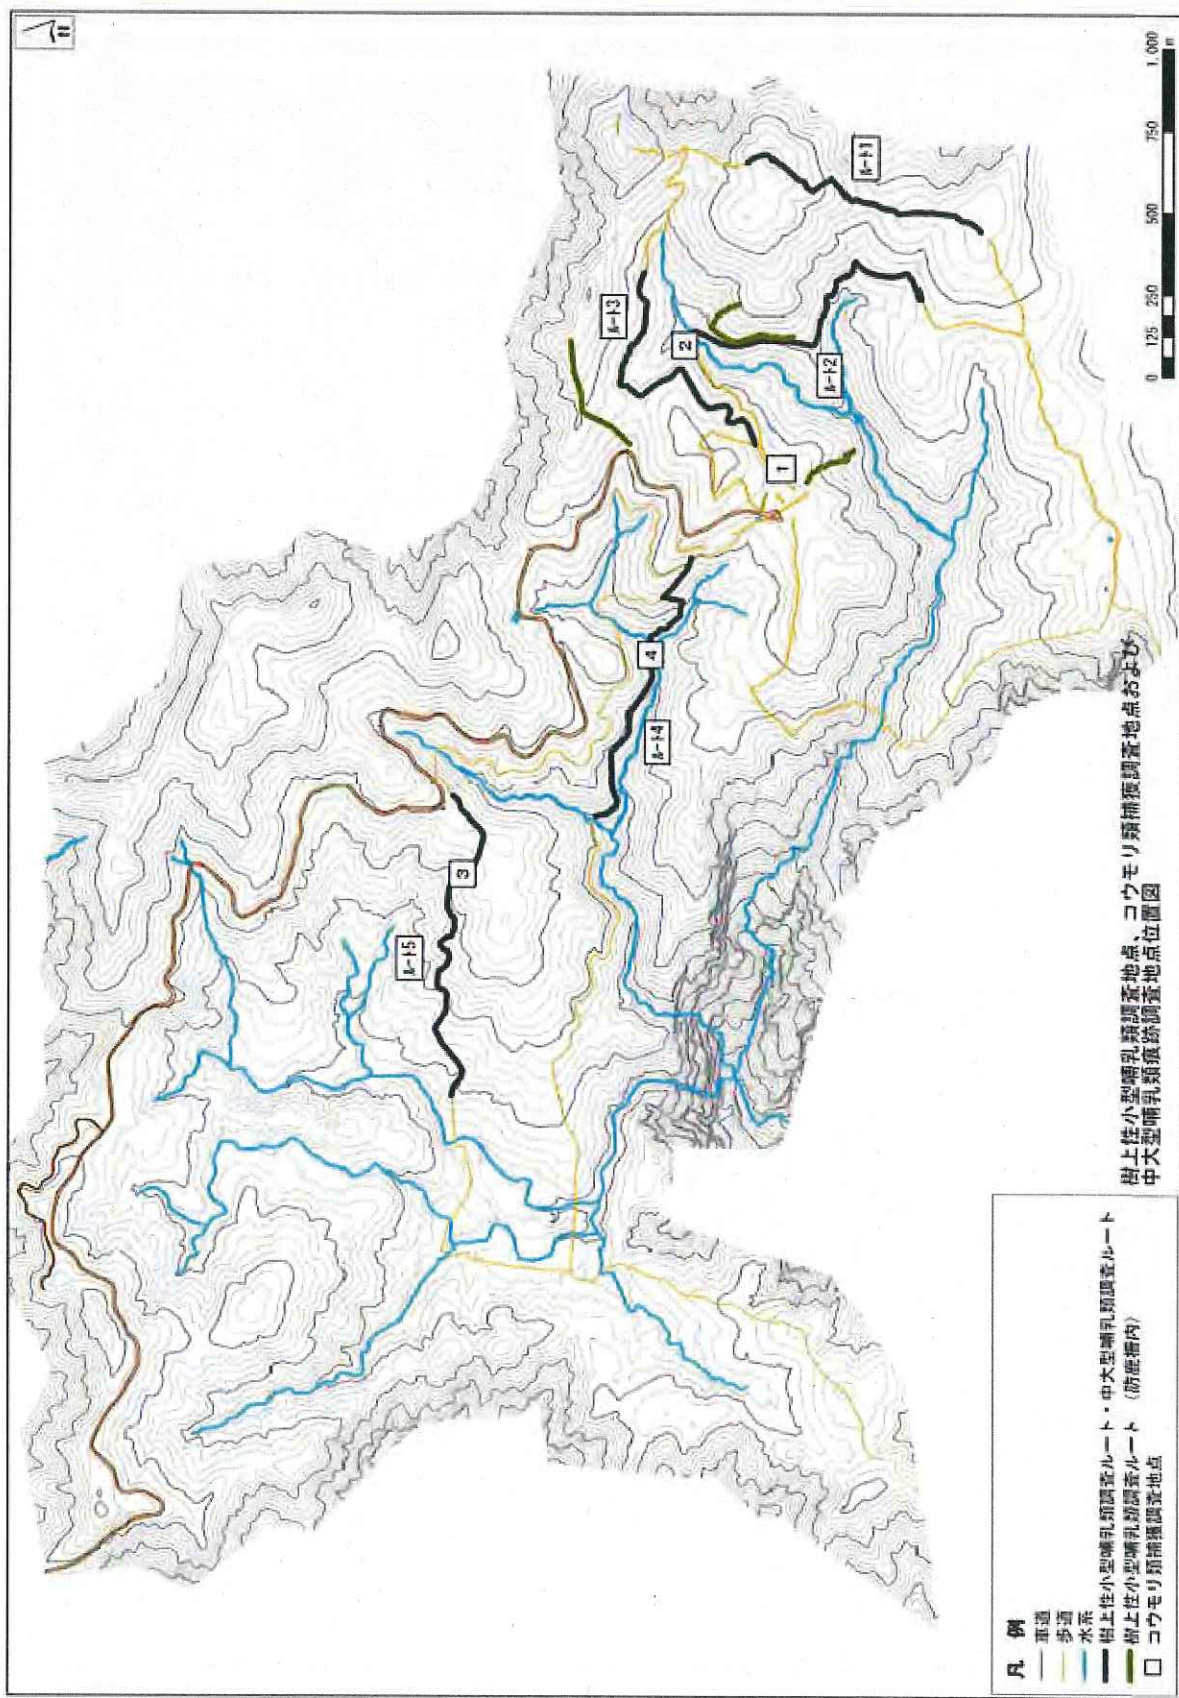 樹上性小型哺乳類調査地点、コウモリ類捕獲調査地点および
中大型哺乳類痕跡調査地点位置図
凡 例
車道
歩道
水系
樹上性小型哺乳類調査ルート・中大型哺乳類調査ルート
樹上性小型哺乳類調査ルート (防鹿柵内)
コウモリ類捕獲調査地点
ルート1
ルート2
ルート3
ルート4
ルート5
1
2
3
4
0 125 250 500 750 1,000
m